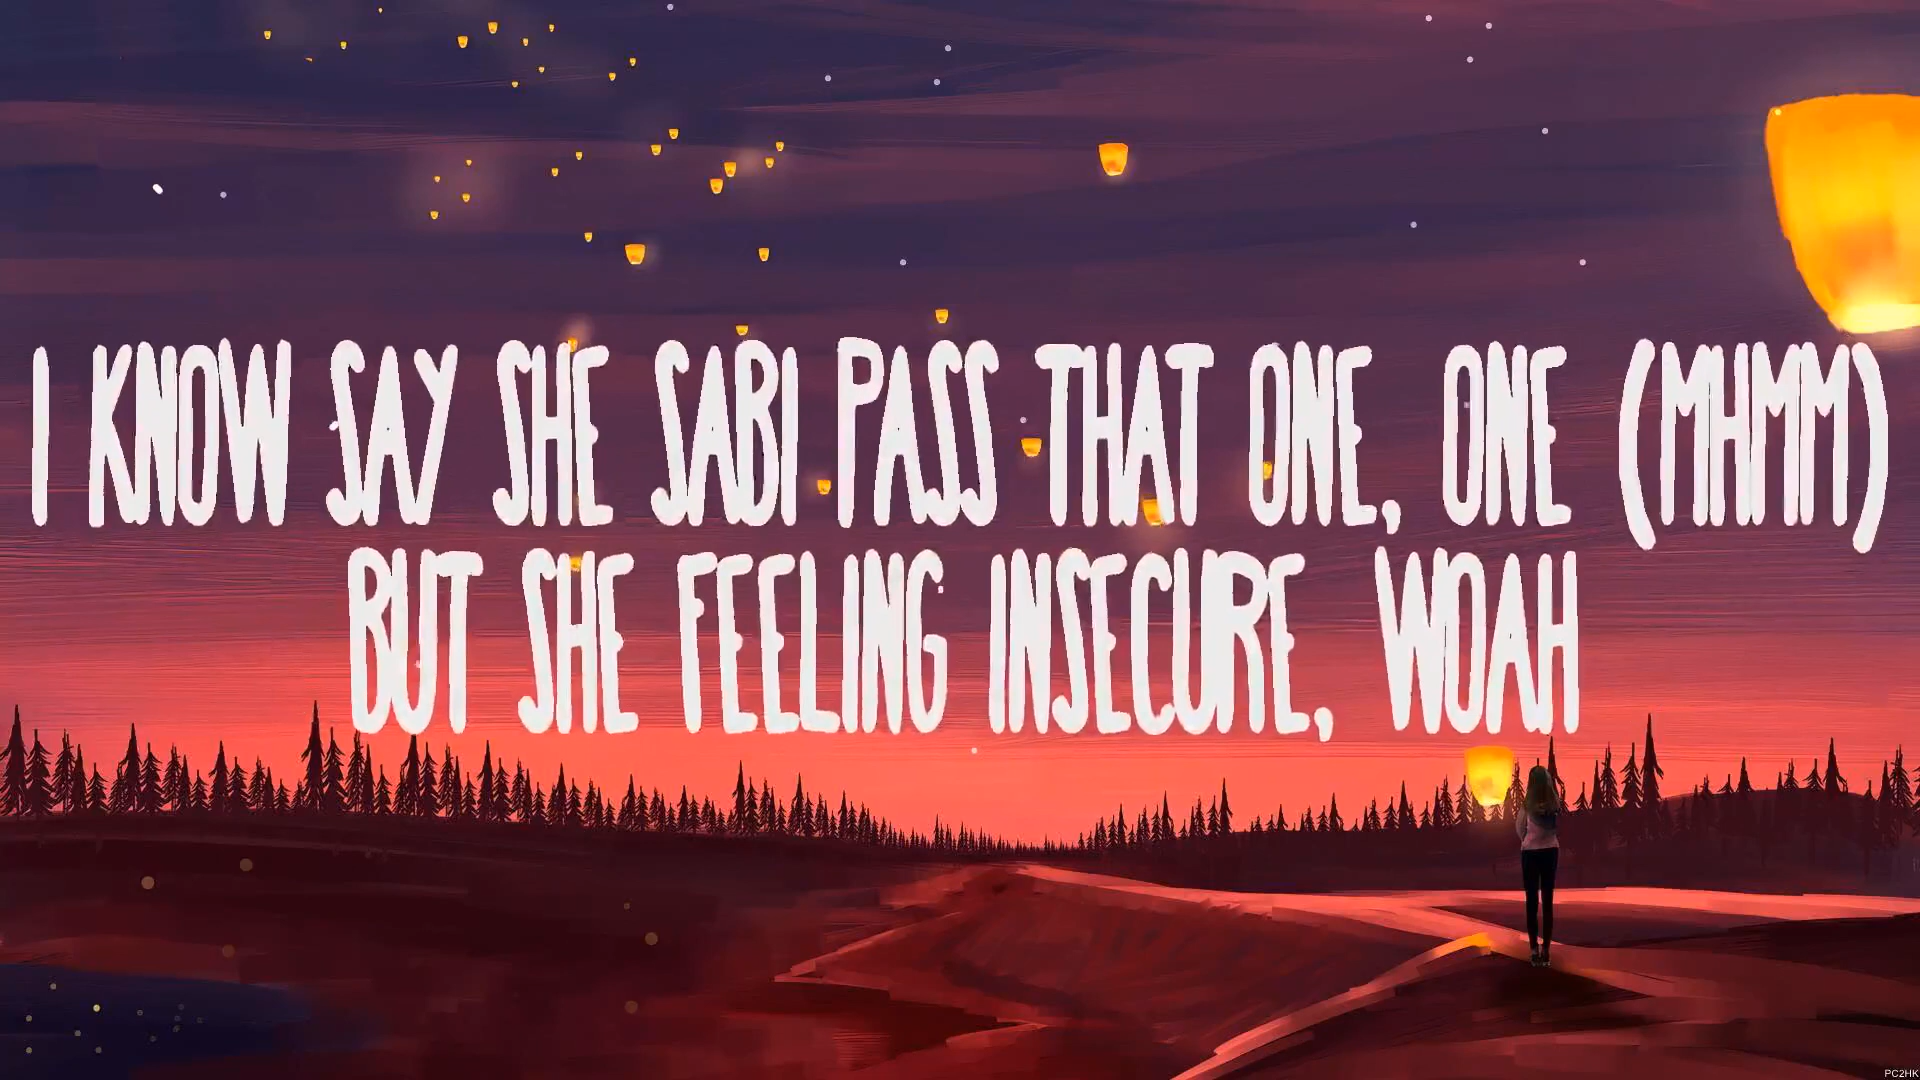 I KNOW SAY SHE SABI PASS THAT ONE, ONE (MHMM)
BUT SHE FEELING INSECURE, WOAH
PC2HK